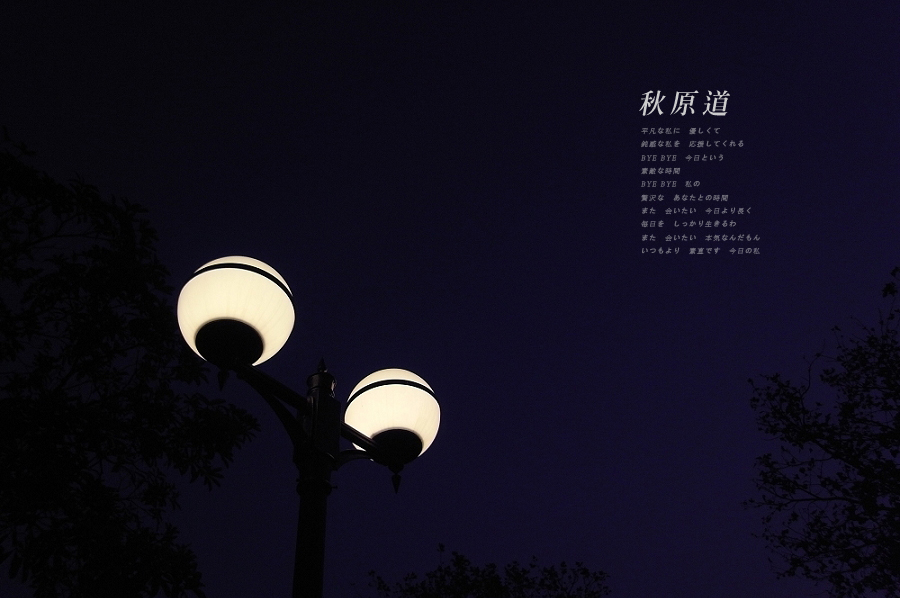 秋原道
平凡な私に　優しくて
純感な私を　応援してくれる
BYE BYE　今日という
素敵な時間
BYE BYE　私の
贅沢な　あなたとの時間
また　会いたい　今日より長く
毎日を　しっかり生きるわ
また　会いたい　本気なんだもん
いつもより　素直です　今日の私